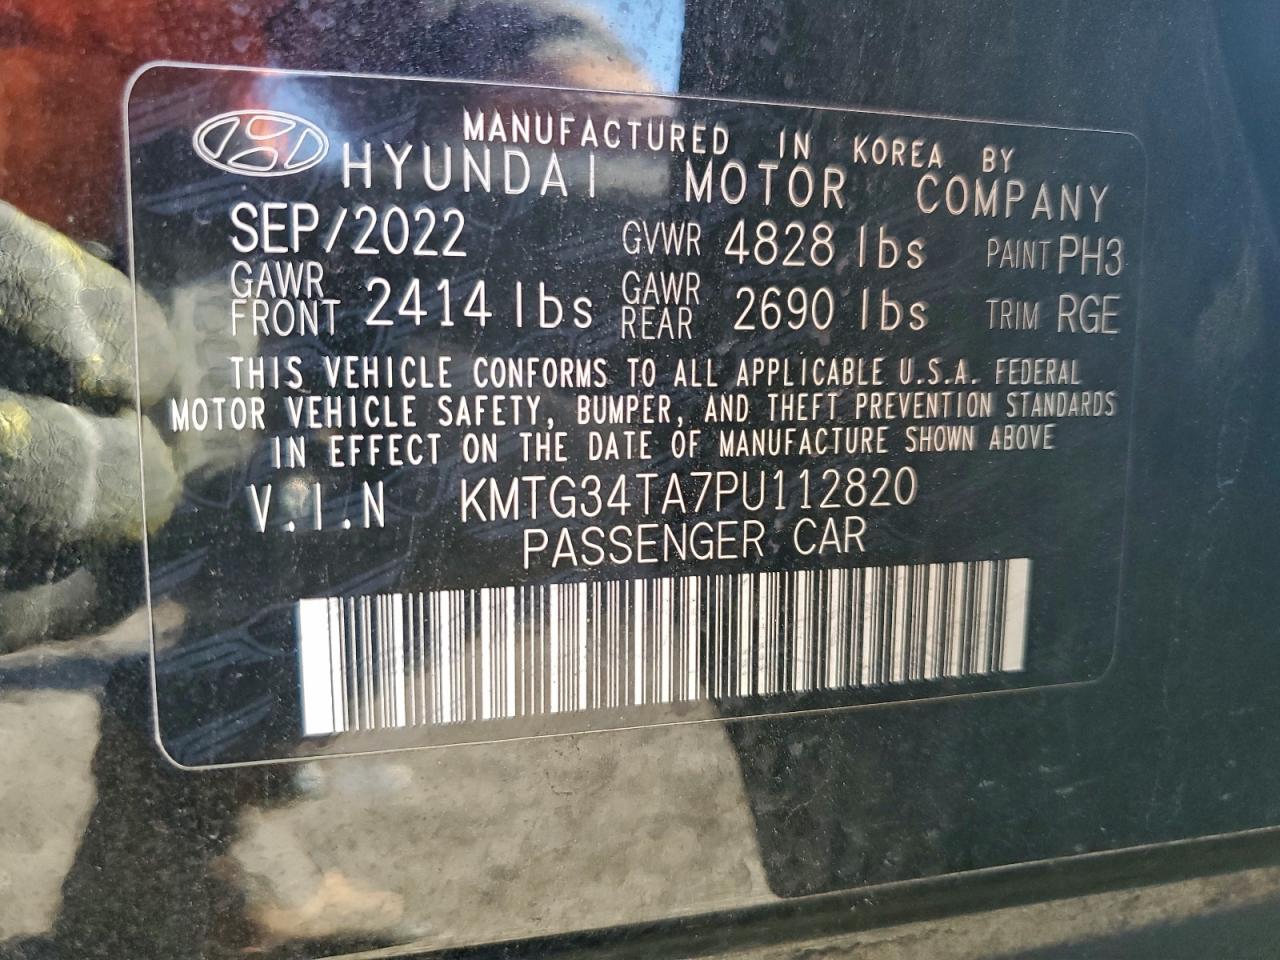 MANUFACTURED IN KOREA BY
HYUNDAI MOTOR COMPANY
SEP/2022 GVWR 4828 lbs PAINT PH3
GAWR FRONT 2414 lbs GAWR REAR 2690 lbs TRIM RGE
THIS VEHICLE CONFORMS TO ALL APPLICABLE U.S.A. FEDERAL
MOTOR VEHICLE SAFETY, BUMPER, AND THEFT PREVENTION STANDARDS
IN EFFECT ON THE DATE OF MANUFACTURE SHOWN ABOVE
V.I.N KMTG34TA7PU112820
PASSENGER CAR